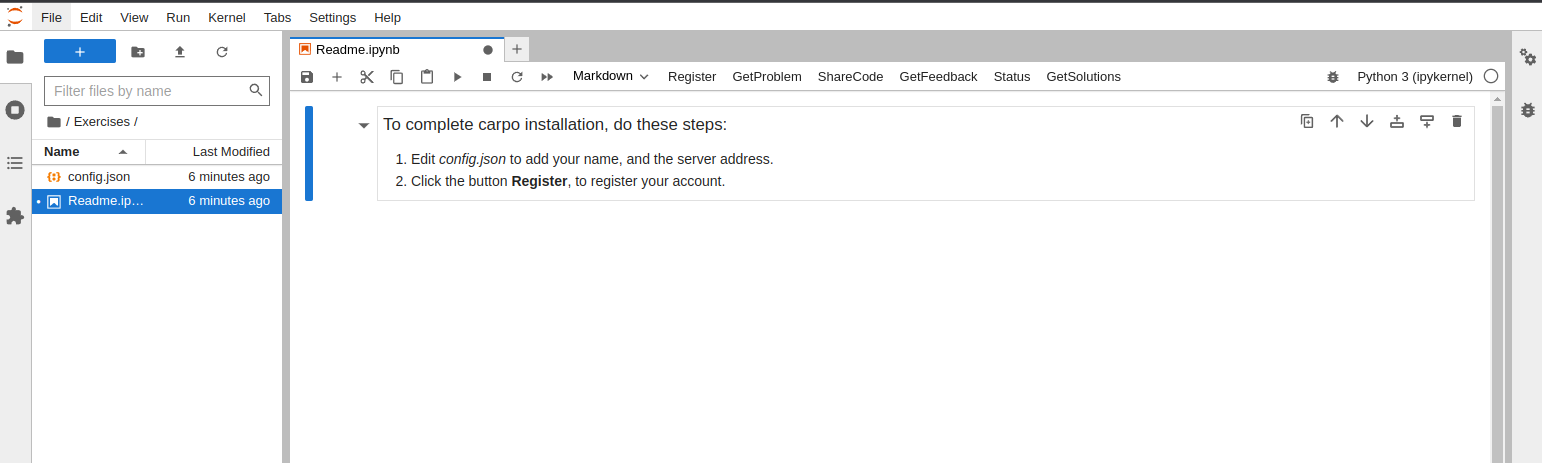 File Edit View Run Kernel Tabs Settings Help
Filter files by name
/ Exercises /
Name Last Modified
config.json 6 minutes ago
Readme.ip... 6 minutes ago
Readme.ipynb
Markdown Register GetProblem ShareCode GetFeedback Status GetSolutions Python 3 (ipykernel)
To complete carpo installation, do these steps:
1. Edit config.json to add your name, and the server address.
2. Click the button Register, to register your account.